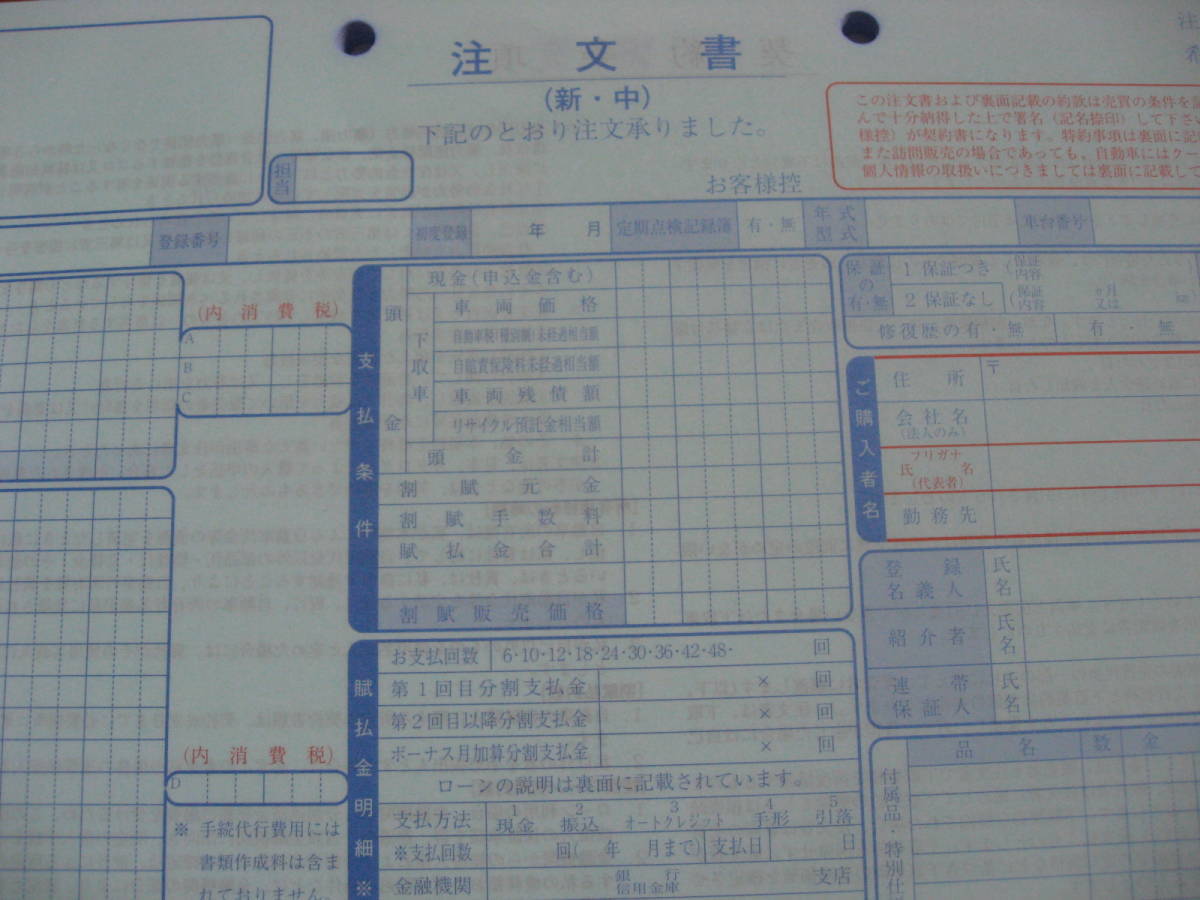 注文書
(新・中)
下記のとおり注文承りました。
担当
お客様控
注
この注文書および裏面記載の約款は売買の条件を記
んで十分納得した上で署名(記名捺印)して下さ
様控)が契約書になります。特約事項は裏面に記
また訪問販売の場合であっても、自動車にはクー
個人情報の取扱いにつきましては裏面に記載して
登録番号
初度登録 年 月
定期点検記録簿 有・無
年式
型式
車台番号
(内消費税)
A
B
C
支払条件
頭金
現金(申込金含む)
下取車
車両価格
自動車税(種別割)未経過相当額
自賠責保険料未経過相当額
車両残債額
リサイクル預託金相当額
頭金計
割賦元金
割賦手数料
賦払金合計
割賦販売価格
保証の有・無
1 保証つき (保証内容
2 保証なし (保証内容 ヵ月又は ㎞
修復歴の有・無 有・無
ご購入者名
住所 〒
会社名
(法人のみ)
フリガナ
氏名
(代表者)
勤務先
登録名義人 氏名
紹介者 氏名
連帯保証人 氏名
品名 数 金
付属品・特別仕
賦払金明細※
お支払回数 6・10・12・18・24・30・36・42・48・ 回
第1回目分割支払金 × 回
第2回目以降分割支払金 × 回
ボーナス月加算分割支払金 × 回
ローンの説明は裏面に記載されています。
支払方法 1現金 2振込 3オートクレジット 4手形 5引落
※支払回数 回( 年 月まで) 支払日 日
金融機関 銀行 信用金庫 支店
(内消費税)
D
※ 手続代行費用には
書類作成料は含ま
れておりません。